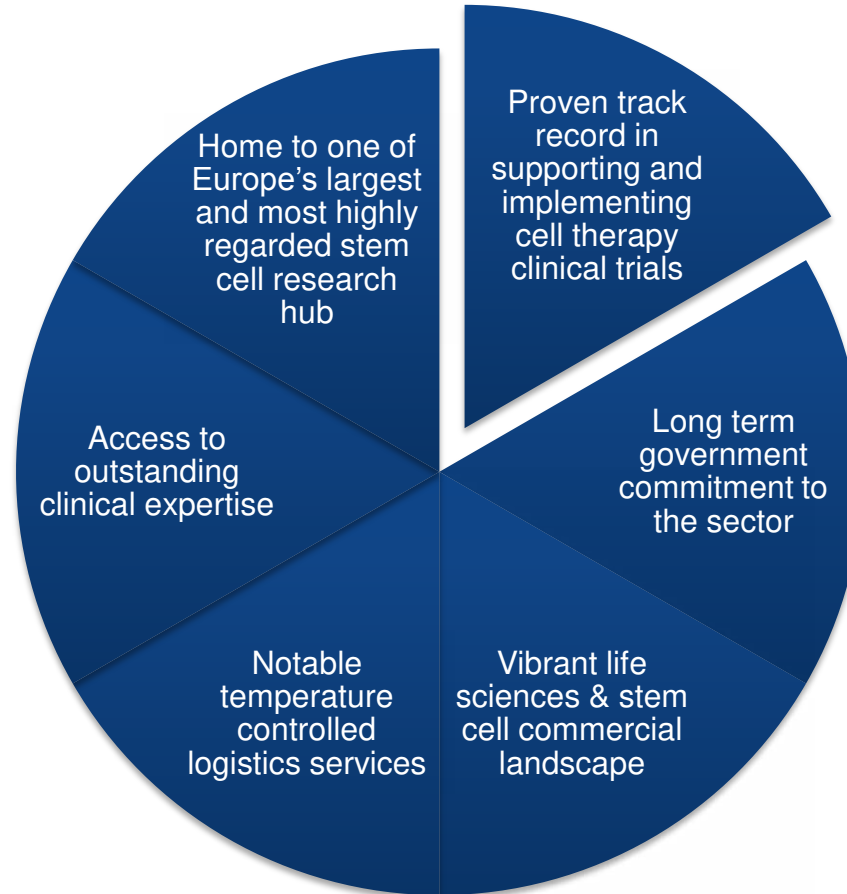 Proven track
record in
supporting and
implementing
cell therapy
clinical trials
Long term
government
commitment to
the sector
Vibrant life
sciences & stem
cell commercial
landscape
Notable
temperature
controlled
logistics services
Access to
outstanding
clinical expertise
Home to one of
Europe’s largest
and most highly
regarded stem
cell research
hub